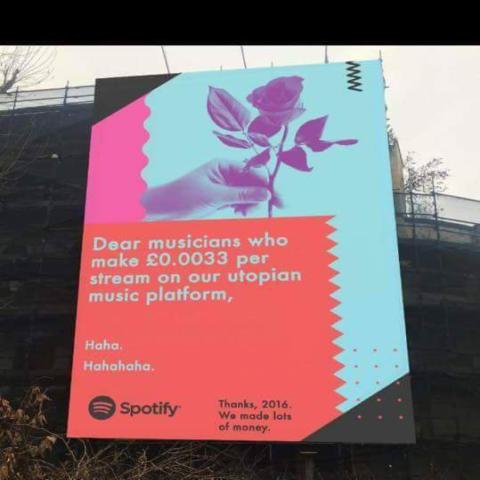 Dear musicians who
make £0.0033 per
stream on our utopian
music platform,
Haha.
Hahahaha.
Spotify
Thanks, 2016.
We made lots
of money.